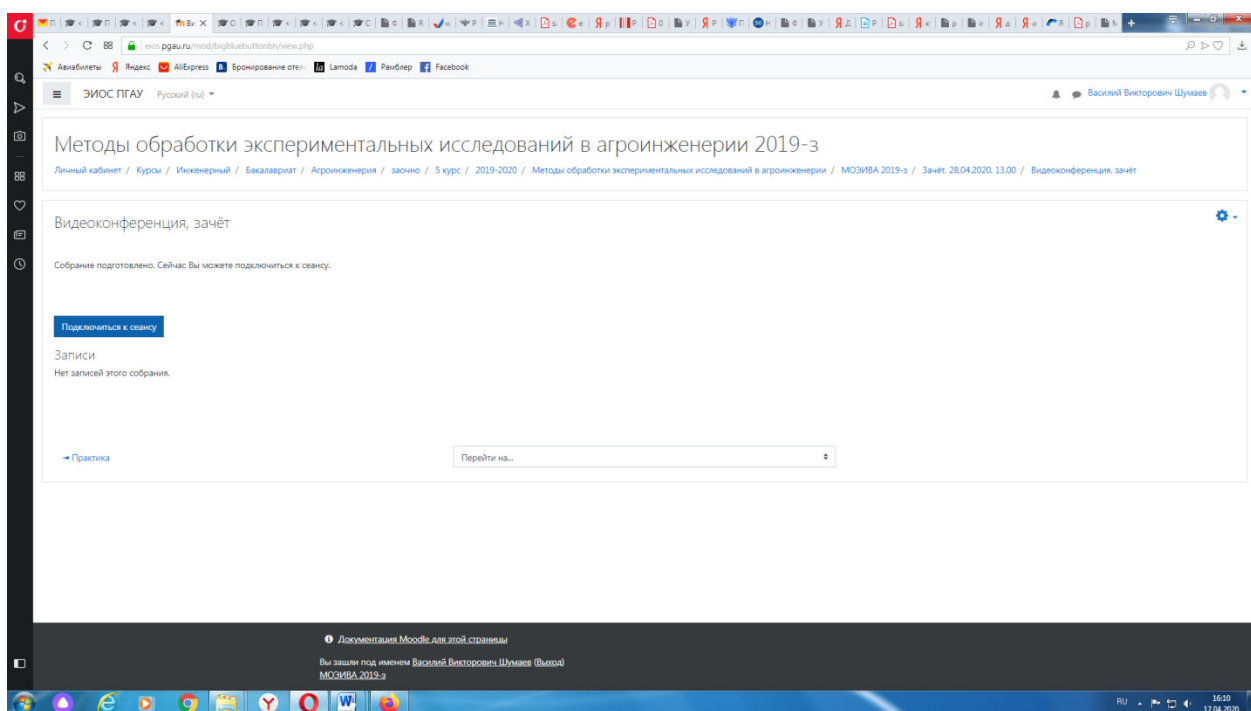 eios.pgau.ru/mod/bigbluebuttonbn/view.php
Авиабилеты Яндекс AliExpress Бронирование отел Lamoda Рамблер Facebook
ЭИОС ПГАУ Русский (ru) Василий Викторович Шумаев
Методы обработки экспериментальных исследований в агроинженерии 2019-з
Личный кабинет / Курсы / Инженерный / Бакалавриат / Агроинженерия / заочно / 5 курс / 2019-2020 / Методы обработки экспериментальных исследований в агроинженерии / МОЭИВА 2019-з / Зачёт. 28.04.2020. 13.00 / Видеоконференция, зачёт
Видеоконференция, зачёт
Собрание подготовлено. Сейчас Вы можете подключиться к сеансу.
Подключиться к сеансу
Записи
Нет записей этого собрания.
◄ Практика Перейти на...
Документация Moodle для этой страницы
Вы зашли под именем Василий Викторович Шумаев (Выход)
МОЭИВА 2019-з
RU 16:10
17.04.2020